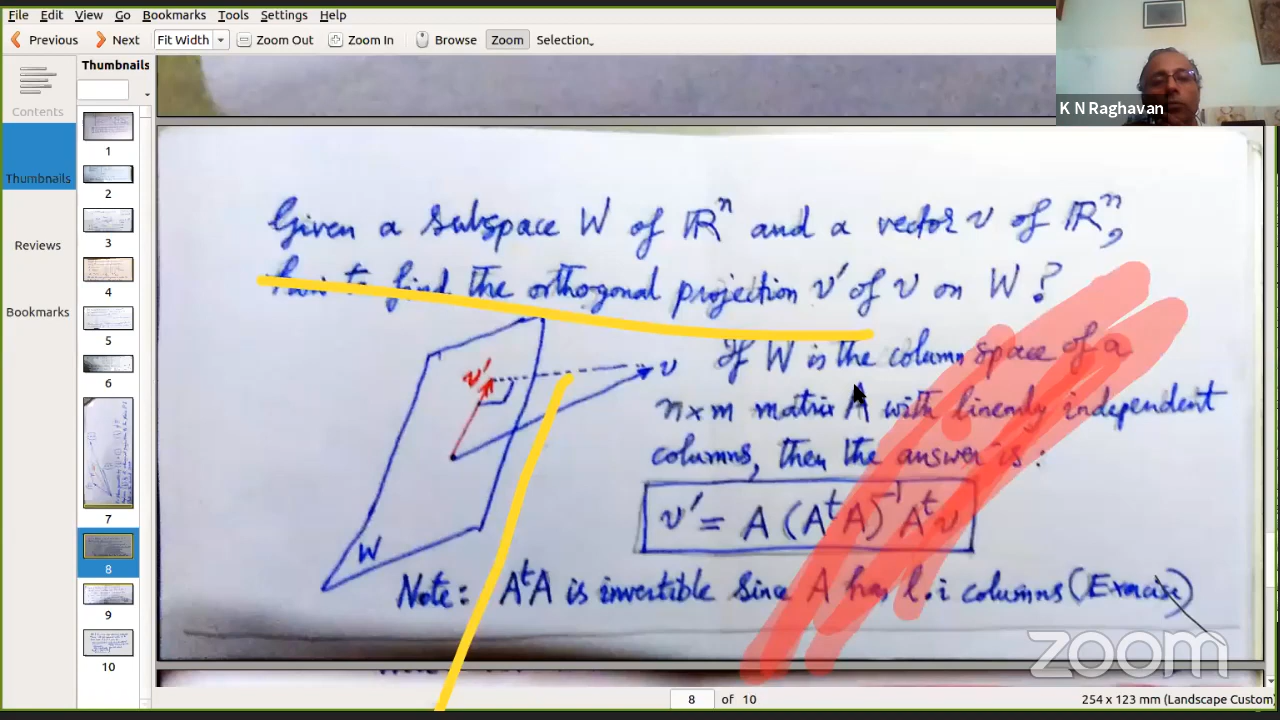 File Edit View Go Bookmarks Tools Settings Help
Previous Next Fit Width Zoom Out Zoom In Browse Zoom Selection
K N Raghavan
Contents
Thumbnails
Reviews
Bookmarks
Thumbnails
1
2
3
4
5
6
7
8
9
10
Given a subspace W of ℝⁿ and a vector v of ℝⁿ,
how to find the orthogonal projection v' of v on W?
v'
v
W
If W is the column space of a
n×m matrix A with linearly independent
columns, then the answer is:
v' = A (AᵗA)⁻¹ Aᵗv
Note: AᵗA is invertible since A has l.i columns (Exercise)
zoom
8 of 10
254 x 123 mm (Landscape Custom)